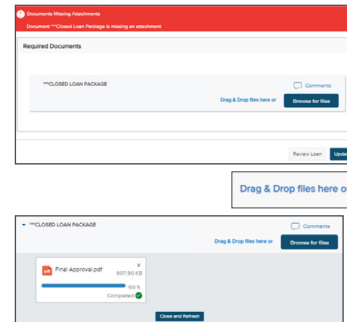 Documents Missing Attachments
Document ***Closed Loan Package is missing an attachment
Required Documents
***CLOSED LOAN PACKAGE
Comments
Drag & Drop files here or
Browse for files
Review Loan
Upda
Drag & Drop files here o
***CLOSED LOAN PACKAGE
Comments
Drag & Drop files here or
Browse for files
Final Approval.pdf
x
607.90 KB
100 %
Completed
Close and Refresh